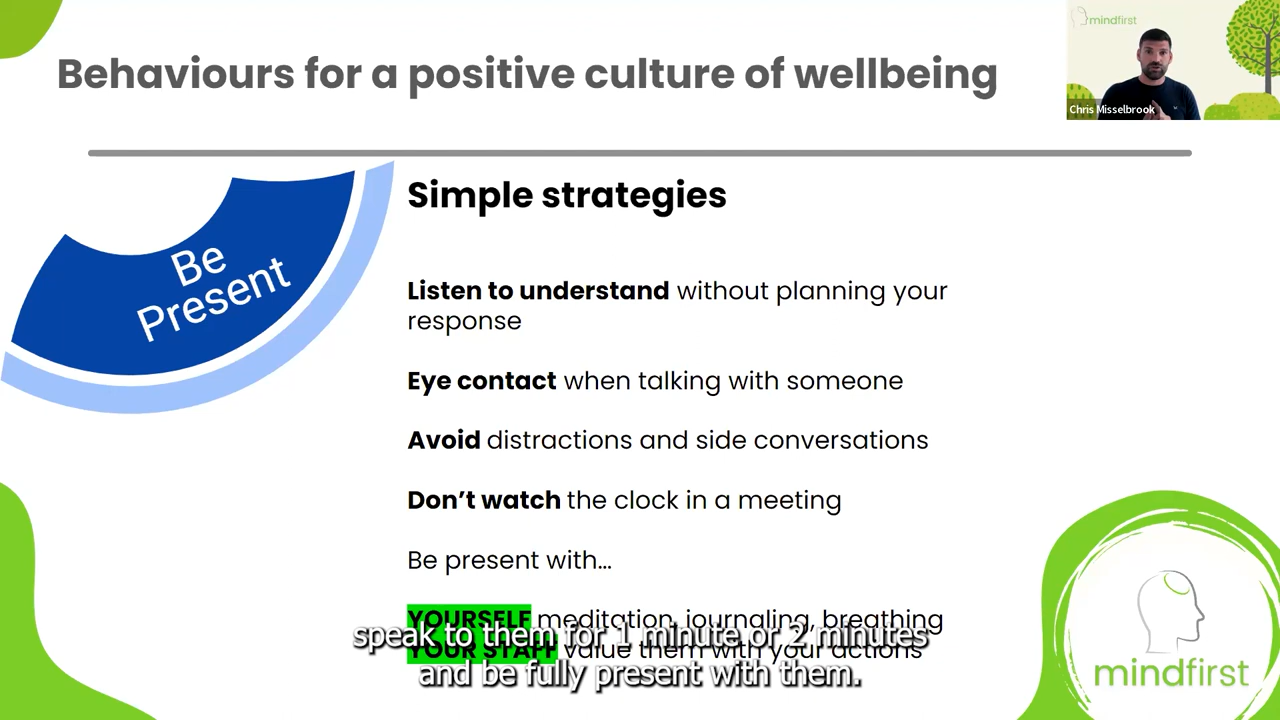 Behaviours for a positive culture of wellbeing
mindfirst
Chris Misselbrook
Be
Present
Simple strategies
Listen to understand without planning your
response
Eye contact when talking with someone
Avoid distractions and side conversations
Don't watch the clock in a meeting
Be present with...
YOURSELF meditation, journaling, breathing
YOUR STAFF value them with your actions
speak to them for 1 minute or 2 minutes
and be fully present with them.
mindfirst